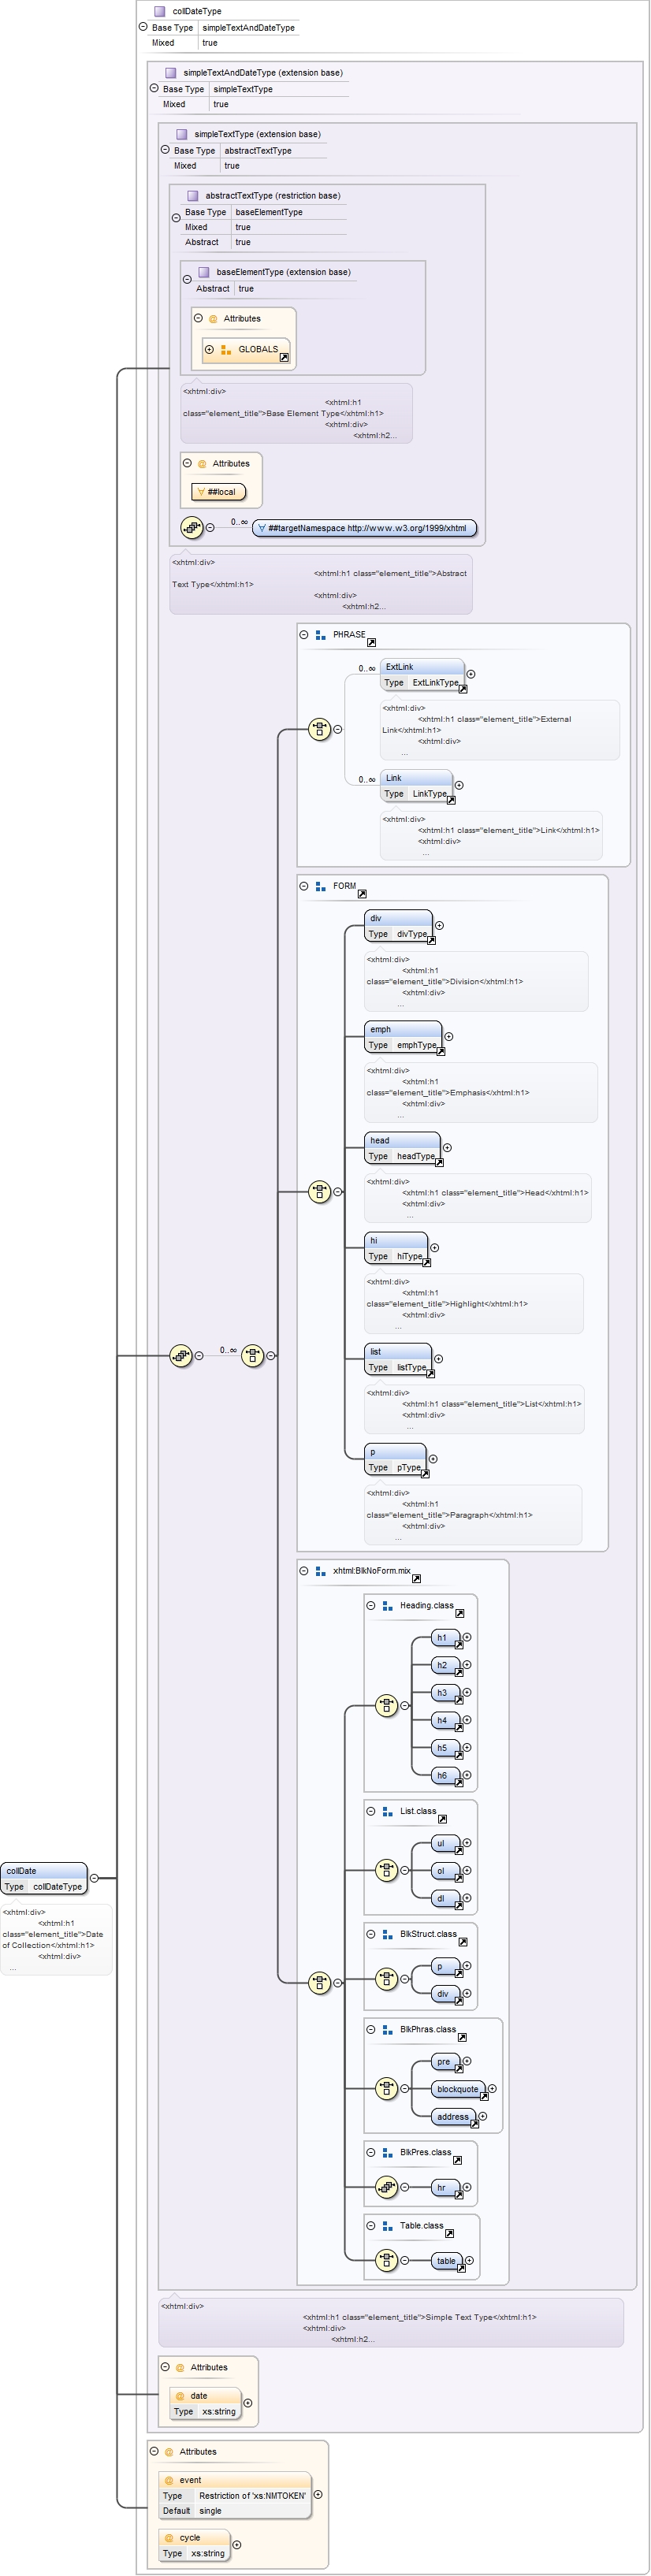 collDateType
Base Type simpleTextAndDateType
Mixed true
simpleTextAndDateType (extension base)
Base Type simpleTextType
Mixed true
simpleTextType (extension base)
Base Type abstractTextType
Mixed true
abstractTextType (restriction base)
Base Type baseElementType
Mixed true
Abstract true
baseElementType (extension base)
Abstract true
@ Attributes
GLOBALS
<xhtml:div>
<xhtml:h1
class="element_title">Base Element Type</xhtml:h1>
<xhtml:div>
<xhtml:h2...
@ Attributes
∀ ##local
0..∞
∀ ##targetNamespace http://www.w3.org/1999/xhtml
<xhtml:div>
<xhtml:h1 class="element_title">Abstract
Text Type</xhtml:h1>
<xhtml:div>
<xhtml:h2...
PHRASE
0..∞
ExtLink
Type ExtLinkType
<xhtml:div>
<xhtml:h1 class="element_title">External
Link</xhtml:h1>
<xhtml:div>
...
0..∞
Link
Type LinkType
<xhtml:div>
<xhtml:h1 class="element_title">Link</xhtml:h1>
<xhtml:div>
...
FORM
div
Type divType
<xhtml:div>
<xhtml:h1
class="element_title">Division</xhtml:h1>
<xhtml:div>
...
emph
Type emphType
<xhtml:div>
<xhtml:h1
class="element_title">Emphasis</xhtml:h1>
<xhtml:div>
...
head
Type headType
<xhtml:div>
<xhtml:h1 class="element_title">Head</xhtml:h1>
<xhtml:div>
...
hi
Type hiType
<xhtml:div>
<xhtml:h1
class="element_title">Highlight</xhtml:h1>
<xhtml:div>
...
0..∞
list
Type listType
<xhtml:div>
<xhtml:h1 class="element_title">List</xhtml:h1>
<xhtml:div>
...
p
Type pType
<xhtml:div>
<xhtml:h1
class="element_title">Paragraph</xhtml:h1>
<xhtml:div>
...
xhtml:BlkNoForm.mix
Heading.class
h1
h2
h3
h4
h5
h6
List.class
ul
ol
dl
collDate
Type collDateType
<xhtml:div>
<xhtml:h1
class="element_title">Date
of Collection</xhtml:h1>
<xhtml:div>
...
BlkStruct.class
p
div
BlkPhras.class
pre
blockquote
address
BlkPres.class
hr
Table.class
table
<xhtml:div>
<xhtml:h1 class="element_title">Simple Text Type</xhtml:h1>
<xhtml:div>
<xhtml:h2...
@ Attributes
@ date
Type xs:string
@ Attributes
@ event
Type Restriction of 'xs:NMTOKEN'
Default single
@ cycle
Type xs:string